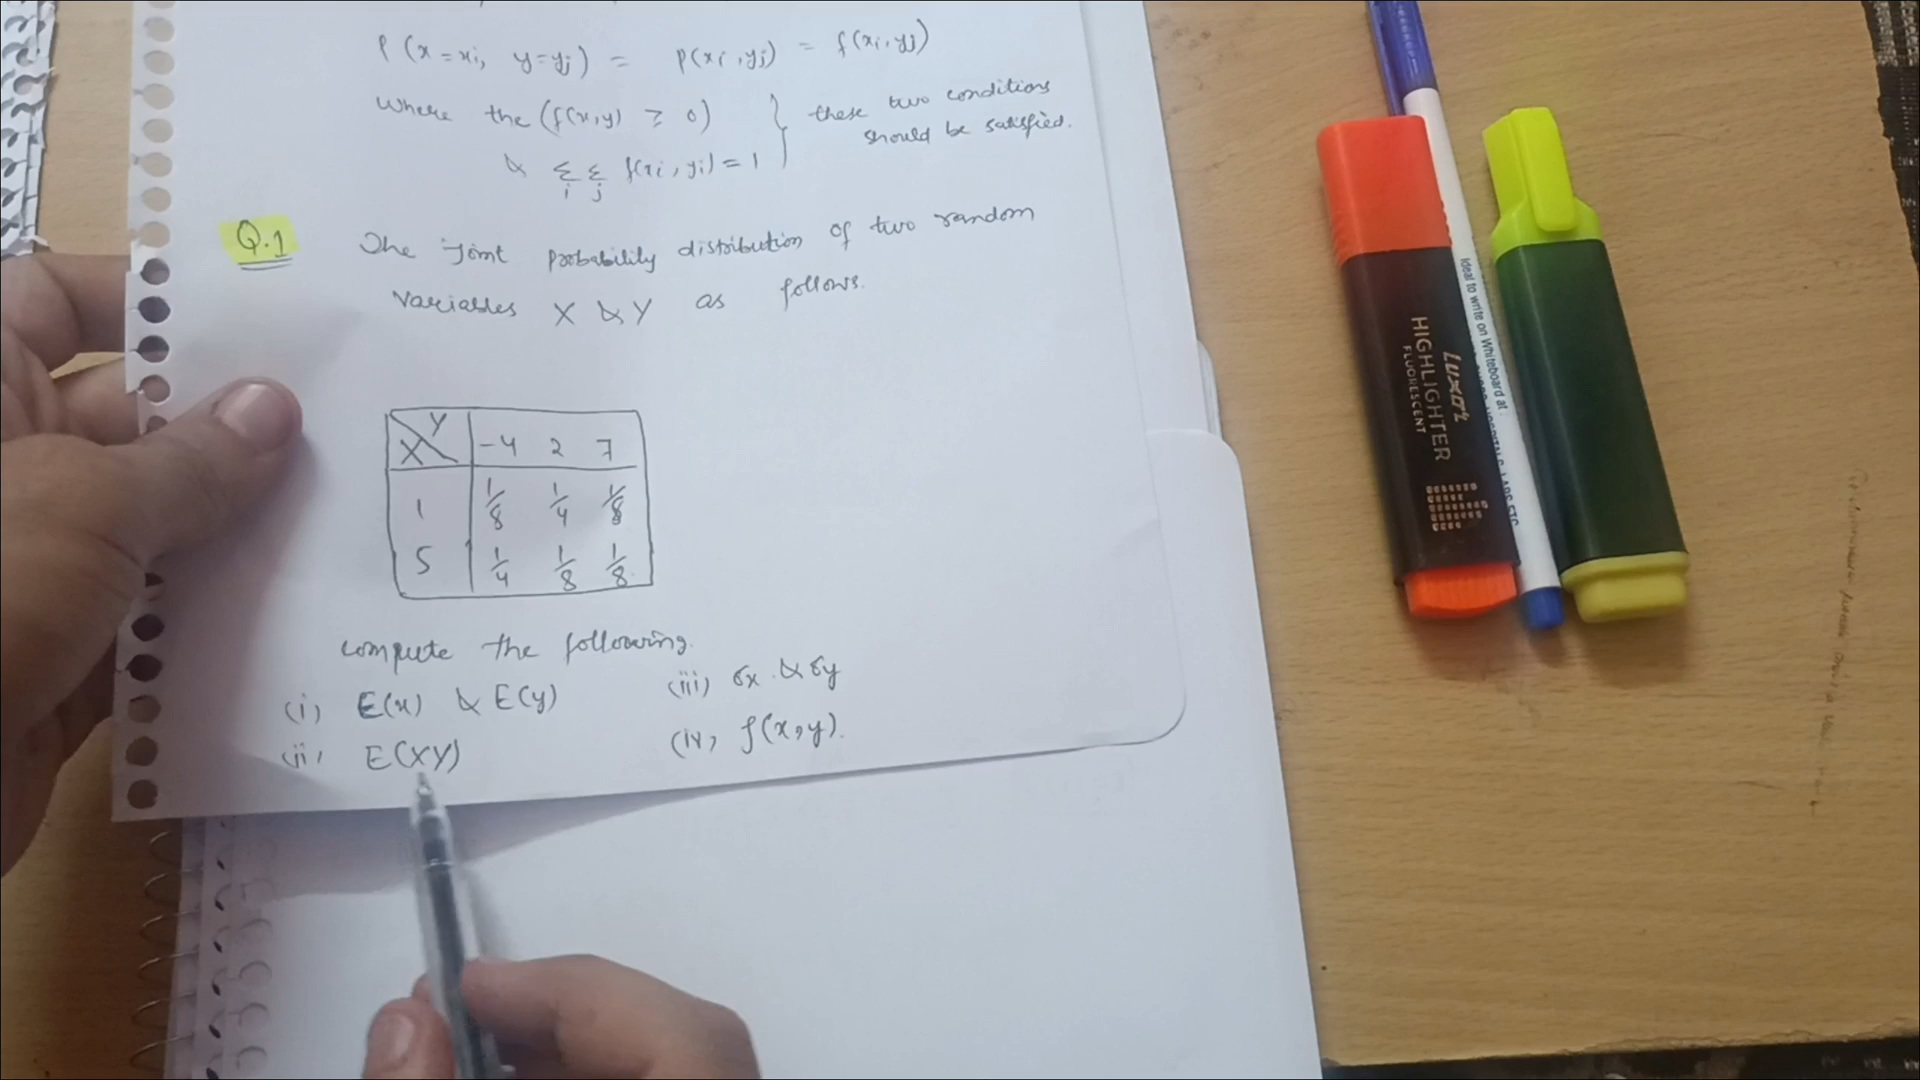 P(x=xi, y=yj) = P(xi, yj) = f(xi, yj)
Where the (f(x,y) ≥ 0) } these two conditions should be satisfied.
& Σi Σj f(xi, yj) = 1
Q.1 The Joint probability distribution of two random
Variables X & Y as follows.
X Y -4 2 7
1 1/8 1/4 1/8
5 1/4 1/8 1/8
compute the following.
(i) E(x) & E(y)
(ii) E(XY)
(iii) σx & σy
(iv) f(x,y).
Luxor
HIGHLIGHTER
FLUORESCENT
Ideal to write on Whiteboard at